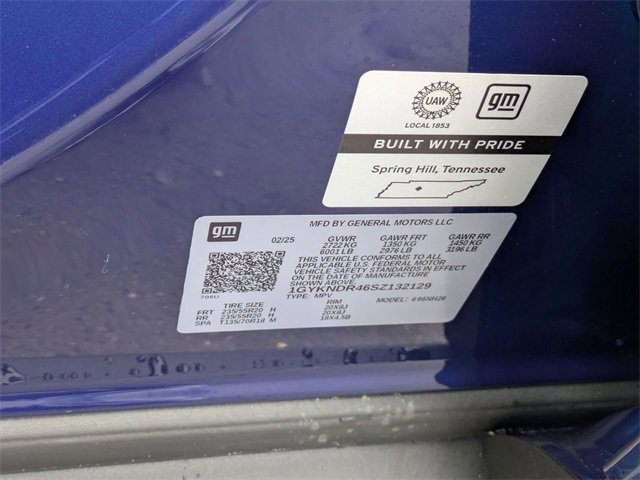 UAW
gm
LOCAL 1853
BUILT WITH PRIDE
Spring Hill, Tennessee
gm
MFD BY GENERAL MOTORS LLC
02/25 GVWR GAWR FRT GAWR RR
2722 KG 1350 KG 1450 KG
6001 LB 2976 LB 3196 LB
THIS VEHICLE CONFORMS TO ALL
APPLICABLE U.S. FEDERAL MOTOR
VEHICLE SAFETY STANDARDS IN EFFECT
ON THE DATE OF MANUFACTURE
SHOWN ABOVE.
1GYKNDR46SZ132129
70SU TYPE: MPV MODEL: 6NH26
TIRE SIZE RIM
FRT 235/55R20 H 20X8J
RR 235/55R20 H 20X8J
SPA T135/70R18 M 18X4.5B